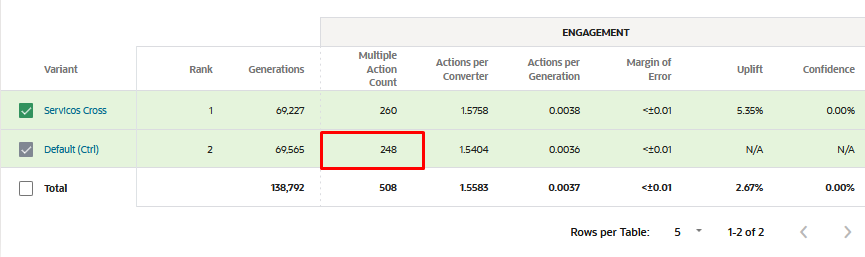 ENGAGEMENT
Variant Rank Generations Multiple Action Count Actions per Converter Actions per Generation Margin of Error Uplift Confidence
Servicos Cross 1 69,227 260 1.5758 0.0038 <±0.01 5.35% 0.00%
Default (Ctrl) 2 69,565 248 1.5404 0.0036 <±0.01 N/A N/A
Total 138,792 508 1.5583 0.0037 <±0.01 2.67% 0.00%
Rows per Table: 5 1-2 of 2